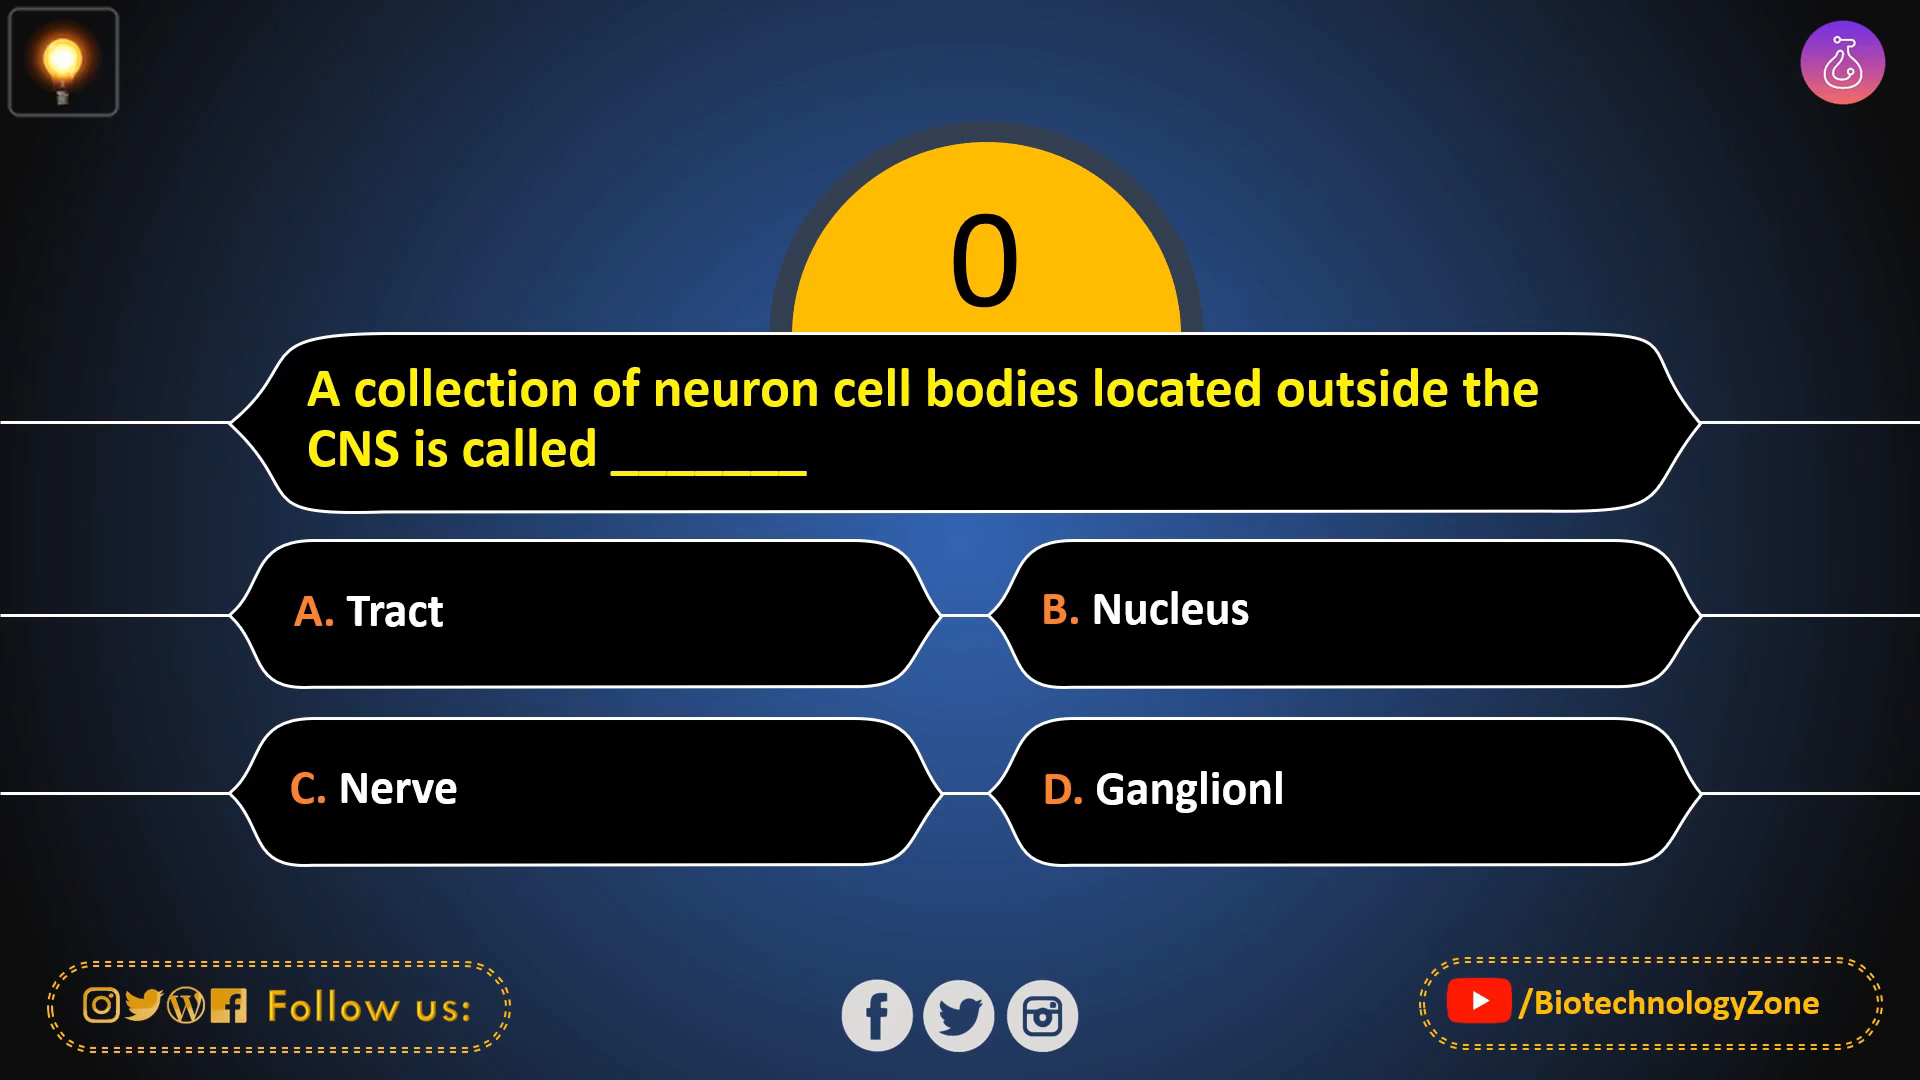 0
A collection of neuron cell bodies located outside the
CNS is called _______
A. Tract
B. Nucleus
C. Nerve
D. Ganglionl
Follow us:
/BiotechnologyZone